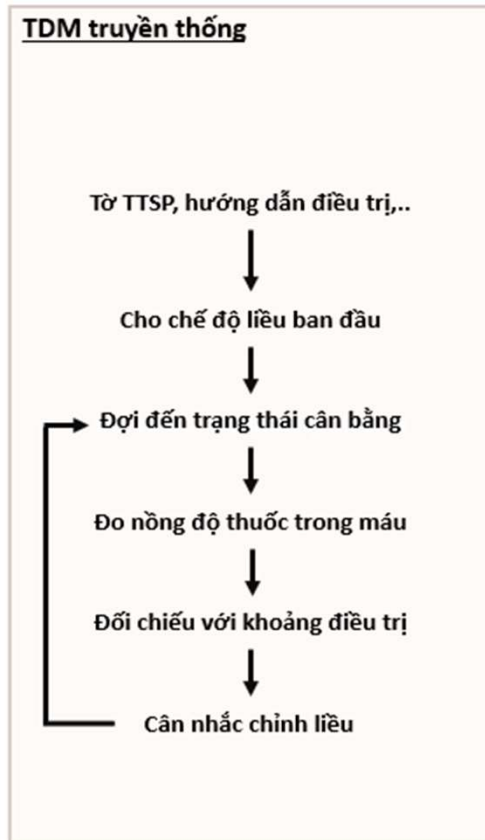 TDM truyền thống
Tờ TTSP, hướng dẫn điều trị,..
Cho chế độ liều ban đầu
Đợi đến trạng thái cân bằng
Đo nồng độ thuốc trong máu
Đối chiếu với khoảng điều trị
Cân nhắc chỉnh liều